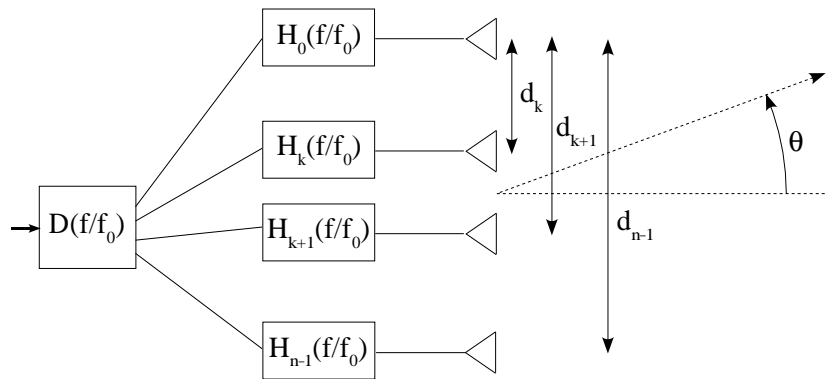 H₀(f/f₀)
dₖ
Hₖ(f/f₀)
dₖ₊₁
θ
D(f/f₀)
Hₖ₊₁(f/f₀)
dₙ₋₁
Hₙ₋₁(f/f₀)